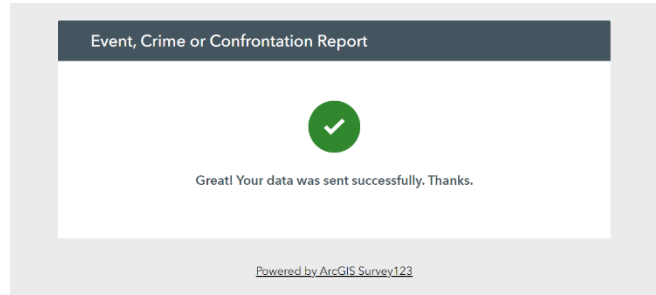 Event, Crime or Confrontation Report
Great! Your data was sent successfully. Thanks.
Powered by ArcGIS Survey123